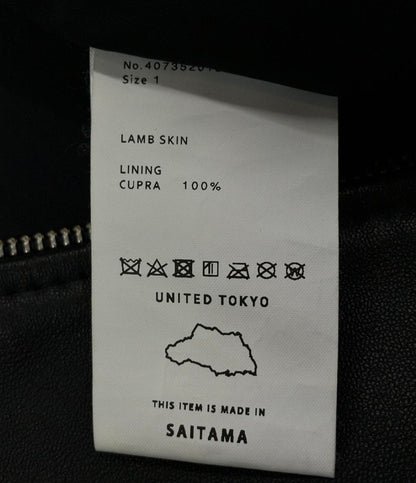 Size 1
LAMB SKIN
LINING
CUPRA 100%
UNITED TOKYO
THIS ITEM IS MADE IN
SAITAMA